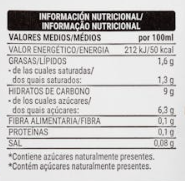 INFORMACIÓN NUTRICIONAL/
INFORMAÇÃO NUTRICIONAL
VALORES MEDIOS/MÉDIOS por 100ml
VALOR ENERGÉTICO/ENERGIA 212 kJ/50 kcal
GRASAS/LÍPIDOS 1,6 g
- de las cuales saturadas/
dos quais saturados: 1,3 g
HIDRATOS DE CARBONO 9 g
- de los cuales azúcares/
dos quais açúcares: 6,3 g
FIBRA ALIMENTARIA/FIBRA 0,1 g
PROTEÍNAS 0,1 g
SAL 0,08 g
*Contiene azúcares naturalmente presentes.
*Contém açúcares naturalmente presentes.